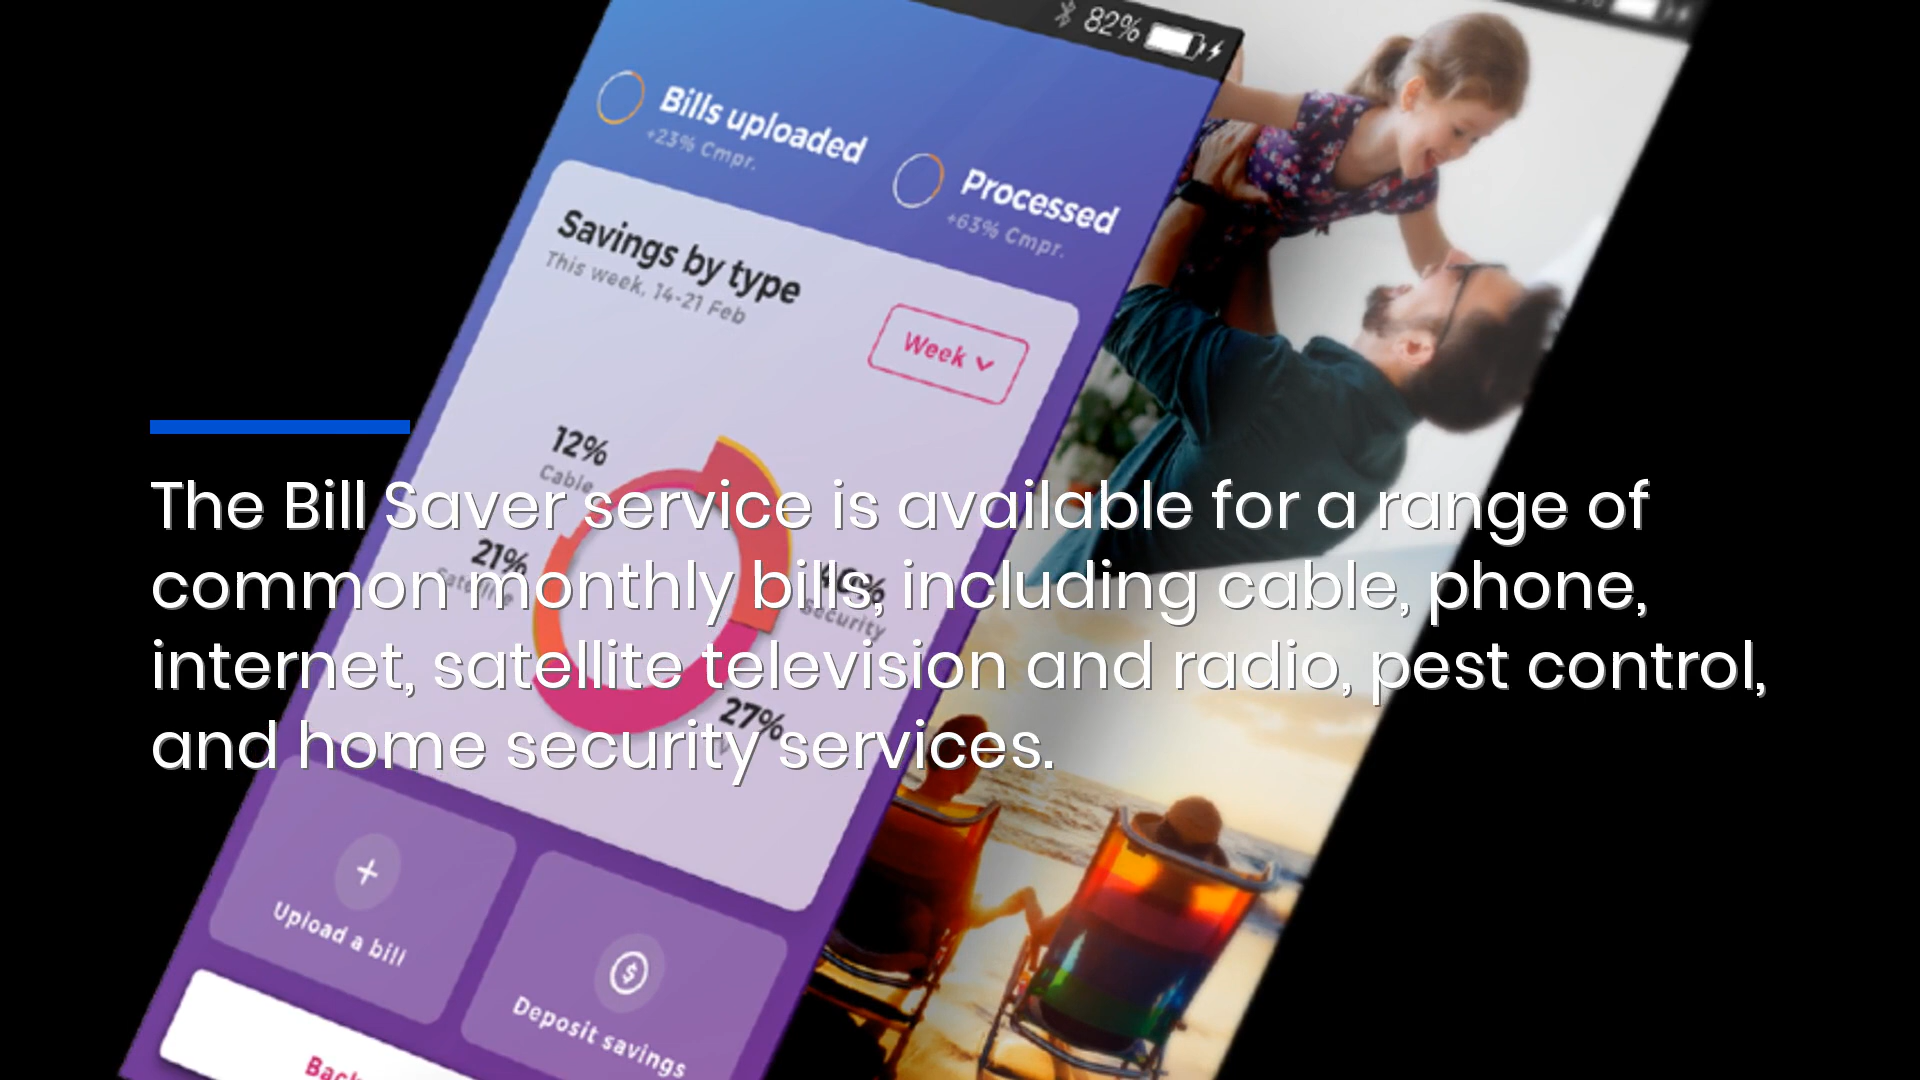 82%
Bills uploaded
+23% Cmpr.
Processed
+63% Cmpr.
Savings by type
This week, 14-21 Feb
Week
12%
Cable
The Bill Saver service is available for a range of
21%
common monthly bills, including cable, phone,
Security
internet, satellite television and radio, pest control,
27%
and home security services.
Upload a bill
Deposit savings
Back